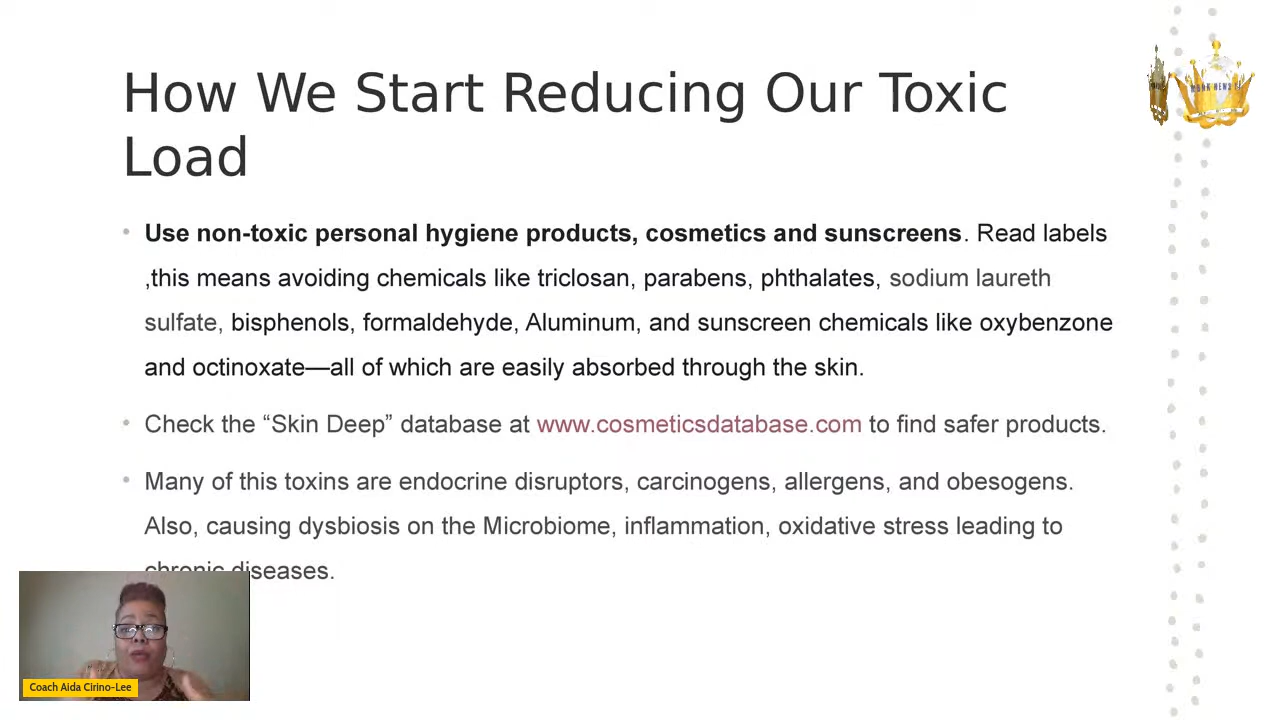 How We Start Reducing Our Toxic
Load
• Use non-toxic personal hygiene products, cosmetics and sunscreens. Read labels
,this means avoiding chemicals like triclosan, parabens, phthalates, sodium laureth
sulfate, bisphenols, formaldehyde, Aluminum, and sunscreen chemicals like oxybenzone
and octinoxate—all of which are easily absorbed through the skin.
• Check the “Skin Deep” database at www.cosmeticsdatabase.com to find safer products.
• Many of this toxins are endocrine disruptors, carcinogens, allergens, and obesogens.
Also, causing dysbiosis on the Microbiome, inflammation, oxidative stress leading to
chronic diseases.
Coach Aida Cirino-Lee